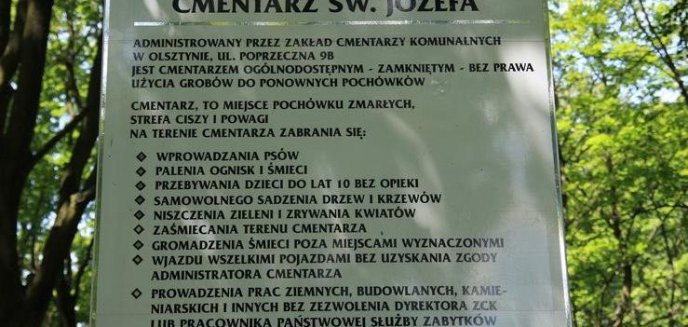 CMENTARZ ŚW. JÓZEFA
ADMINISTROWANY PRZEZ ZAKŁAD CMENTARZY KOMUNALNYCH
W OLSZTYNIE, UL. POPRZECZNA 9B
JEST CMENTARZEM OGÓLNODOSTĘPNYM - ZAMKNIĘTYM - BEZ PRAWA
UŻYCIA GROBÓW DO PONOWNYCH POCHÓWKÓW
CMENTARZ, TO MIEJSCE POCHÓWKU ZMARŁYCH,
STREFA CISZY I POWAGI
NA TERENIE CMENTARZA ZABRANIA SIĘ:
WPROWADZANIA PSÓW
PALENIA OGNISK I ŚMIECI
PRZEBYWANIA DZIECI DO LAT 10 BEZ OPIEKI
SAMOWOLNEGO SADZENIA DRZEW I KRZEWÓW
NISZCZENIA ZIELENI I ZRYWANIA KWIATÓW
ZAŚMIECANIA TERENU CMENTARZA
GROMADZENIA ŚMIECI POZA MIEJSCAMI WYZNACZONYMI
WJAZDU WSZELKIMI POJAZDAMI BEZ UZYSKANIA ZGODY
ADMINISTRATORA CMENTARZA
PROWADZENIA PRAC ZIEMNYCH, BUDOWLANYCH, KAMIE-
NIARSKICH I INNYCH BEZ ZEZWOLENIA DYREKTORA ZCK
LUB PRACOWNIKA PAŃSTWOWEJ SŁUŻBY ZABYTKÓW